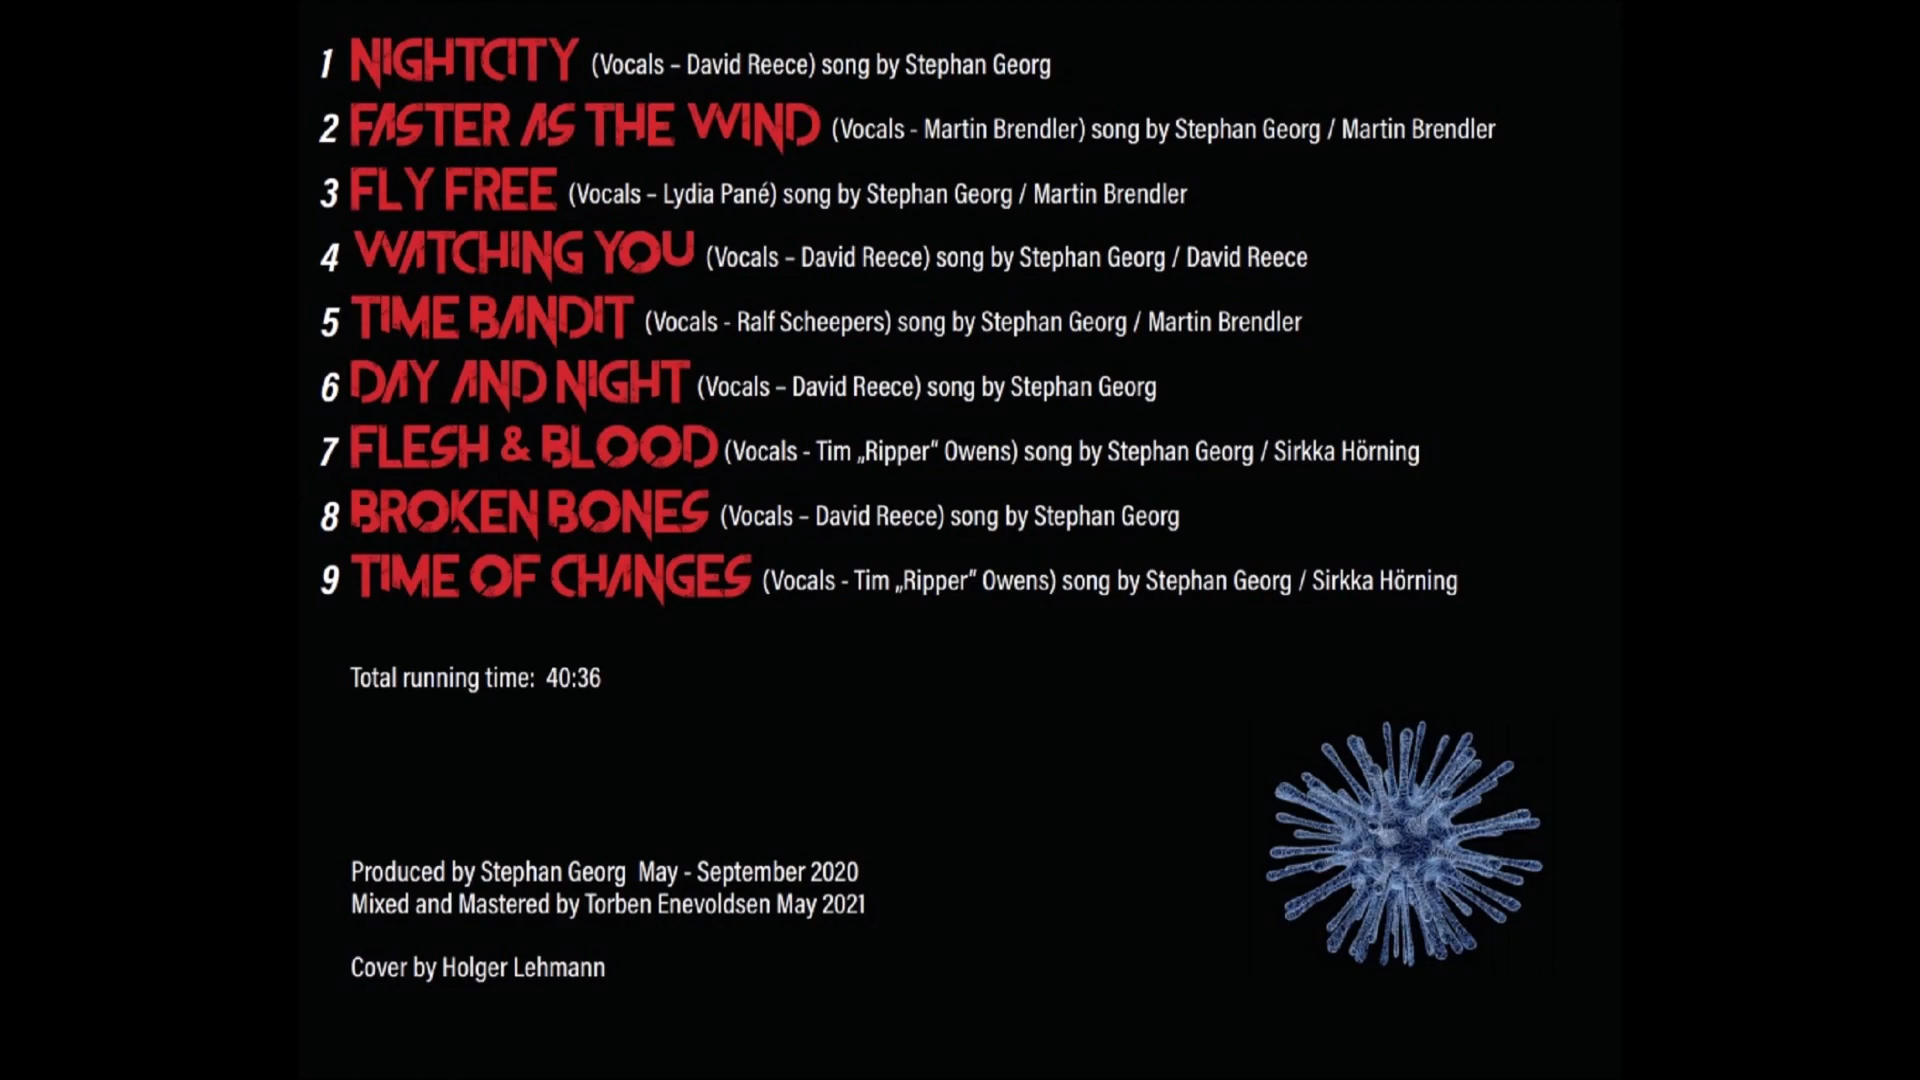 1 NIGHTCITY (Vocals – David Reece) song by Stephan Georg
2 FASTER AS THE WIND (Vocals - Martin Brendler) song by Stephan Georg / Martin Brendler
3 FLY FREE (Vocals – Lydia Pané) song by Stephan Georg / Martin Brendler
4 WATCHING YOU (Vocals – David Reece) song by Stephan Georg / David Reece
5 TIME BANDIT (Vocals - Ralf Scheepers) song by Stephan Georg / Martin Brendler
6 DAY AND NIGHT (Vocals – David Reece) song by Stephan Georg
7 FLESH & BLOOD (Vocals - Tim „Ripper“ Owens) song by Stephan Georg / Sirkka Hörning
8 BROKEN BONES (Vocals – David Reece) song by Stephan Georg
9 TIME OF CHANGES (Vocals - Tim „Ripper“ Owens) song by Stephan Georg / Sirkka Hörning
Total running time: 40:36
Produced by Stephan Georg May - September 2020
Mixed and Mastered by Torben Enevoldsen May 2021
Cover by Holger Lehmann